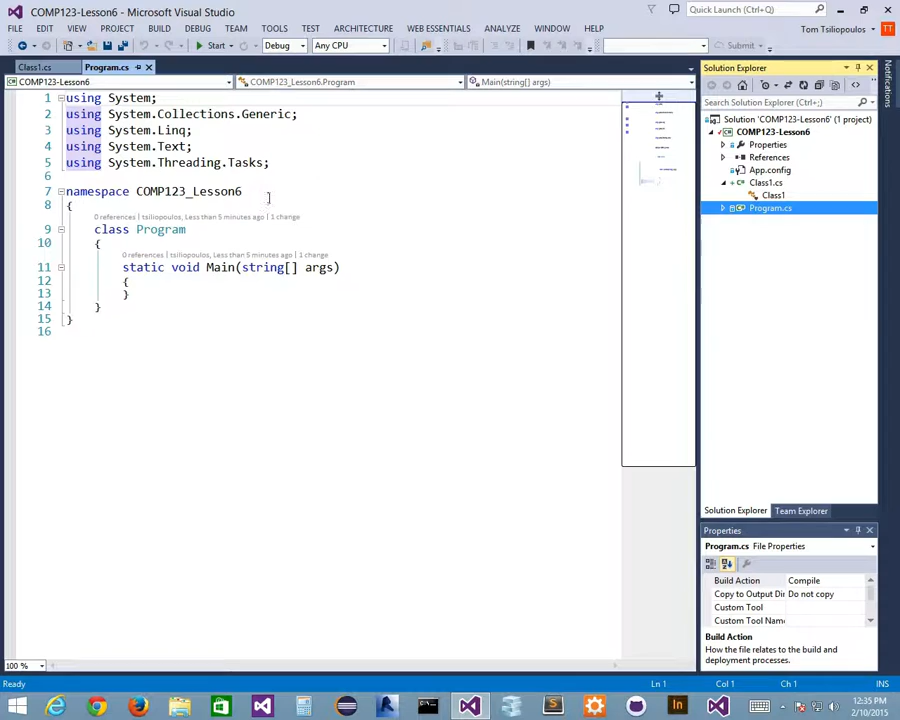 COMP123-Lesson6 - Microsoft Visual Studio
Quick Launch (Ctrl+Q)
FILE EDIT VIEW PROJECT BUILD DEBUG TEAM TOOLS TEST ARCHITECTURE ANALYZE WINDOW HELP
Tom Tsiliopoulos TT
Start Debug Any CPU Submit
Class1.cs Program.cs
COMP123-Lesson6 COMP123_Lesson6.Program Main(string[] args)
1 using System;
2 using System.Collections.Generic;
3 using System.Linq;
4 using System.Text;
5 using System.Threading.Tasks;
6
7 namespace COMP123_Lesson6
8 {
0 references | tsiliopoulos, Less than 5 minutes ago | 1 change
9 class Program
10 {
0 references | tsiliopoulos, Less than 5 minutes ago | 1 change
11 static void Main(string[] args)
12 {
13 }
14 }
15 }
16
100 %
Solution Explorer
Search Solution Explorer (Ctrl+;)
Solution 'COMP123-Lesson6' (1 project)
COMP123-Lesson6
Properties
References
App.config
Class1.cs
Class1
Program.cs
Solution Explorer Team Explorer
Properties
Program.cs File Properties
Build Action Compile
Copy to Output Dir Do not copy
Custom Tool
Custom Tool Name
Build Action
How the file relates to the build and
deployment processes.
Notifications
Ready Ln 1 Col 1 Ch 1 INS
In
12:35 PM
2/10/2015